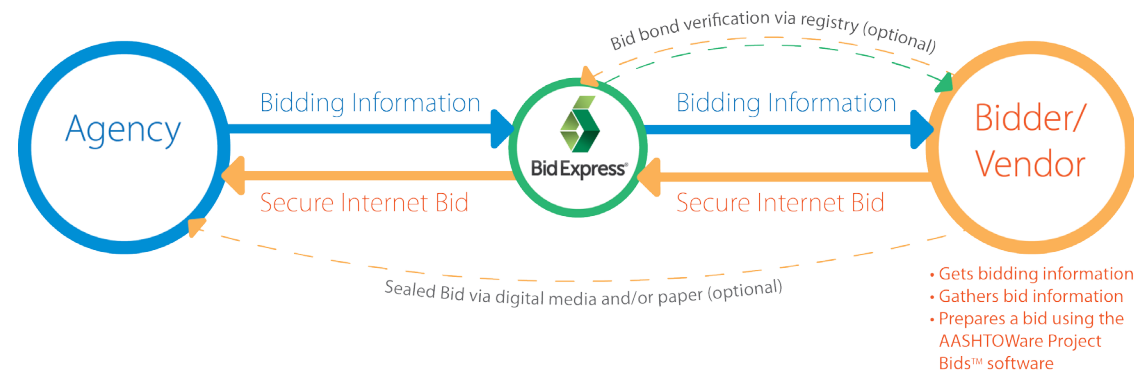 Bid bond verification via registry (optional)
Agency
Bidding Information
Bid Express®
Bidding Information
Bidder/
Vendor
Secure Internet Bid
Secure Internet Bid
Sealed Bid via digital media and/or paper (optional)
• Gets bidding information
• Gathers bid information
• Prepares a bid using the
AASHTOWare Project
Bids™ software